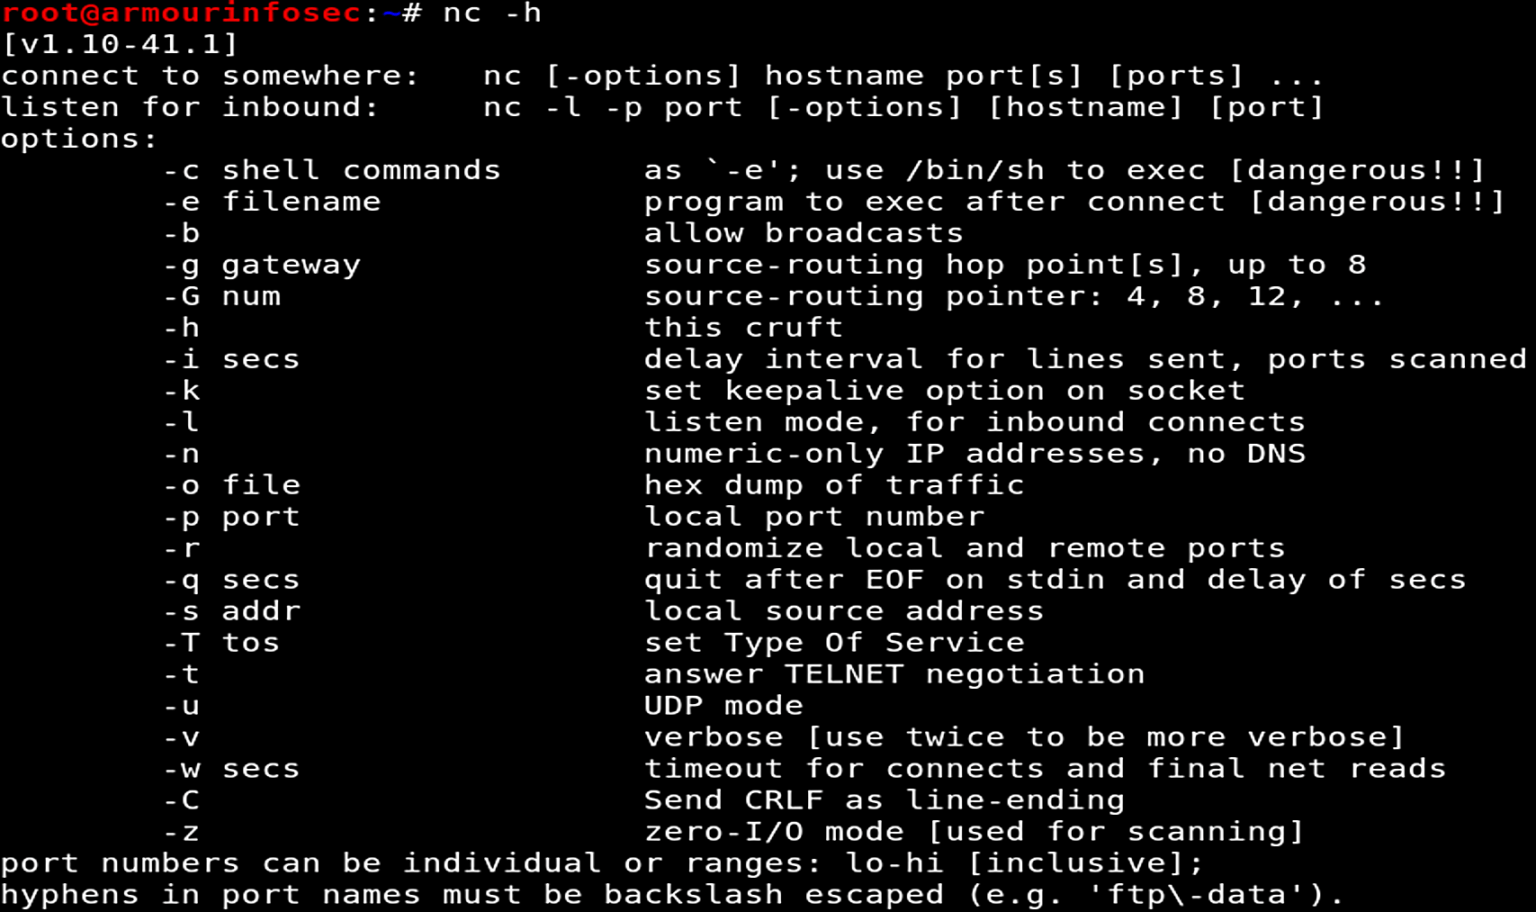 root@armourinfosec:~# nc -h
[v1.10-41.1]
connect to somewhere:   nc [-options] hostname port[s] [ports] ...
listen for inbound:     nc -l -p port [-options] [hostname] [port]
options:
        -c shell commands       as `-e'; use /bin/sh to exec [dangerous!!]
        -e filename             program to exec after connect [dangerous!!]
        -b                      allow broadcasts
        -g gateway              source-routing hop point[s], up to 8
        -G num                  source-routing pointer: 4, 8, 12, ...
        -h                      this cruft
        -i secs                 delay interval for lines sent, ports scanned
        -k                      set keepalive option on socket
        -l                      listen mode, for inbound connects
        -n                      numeric-only IP addresses, no DNS
        -o file                 hex dump of traffic
        -p port                 local port number
        -r                      randomize local and remote ports
        -q secs                 quit after EOF on stdin and delay of secs
        -s addr                 local source address
        -T tos                  set Type Of Service
        -t                      answer TELNET negotiation
        -u                      UDP mode
        -v                      verbose [use twice to be more verbose]
        -w secs                 timeout for connects and final net reads
        -C                      Send CRLF as line-ending
        -z                      zero-I/O mode [used for scanning]
port numbers can be individual or ranges: lo-hi [inclusive];
hyphens in port names must be backslash escaped (e.g. 'ftp\-data').